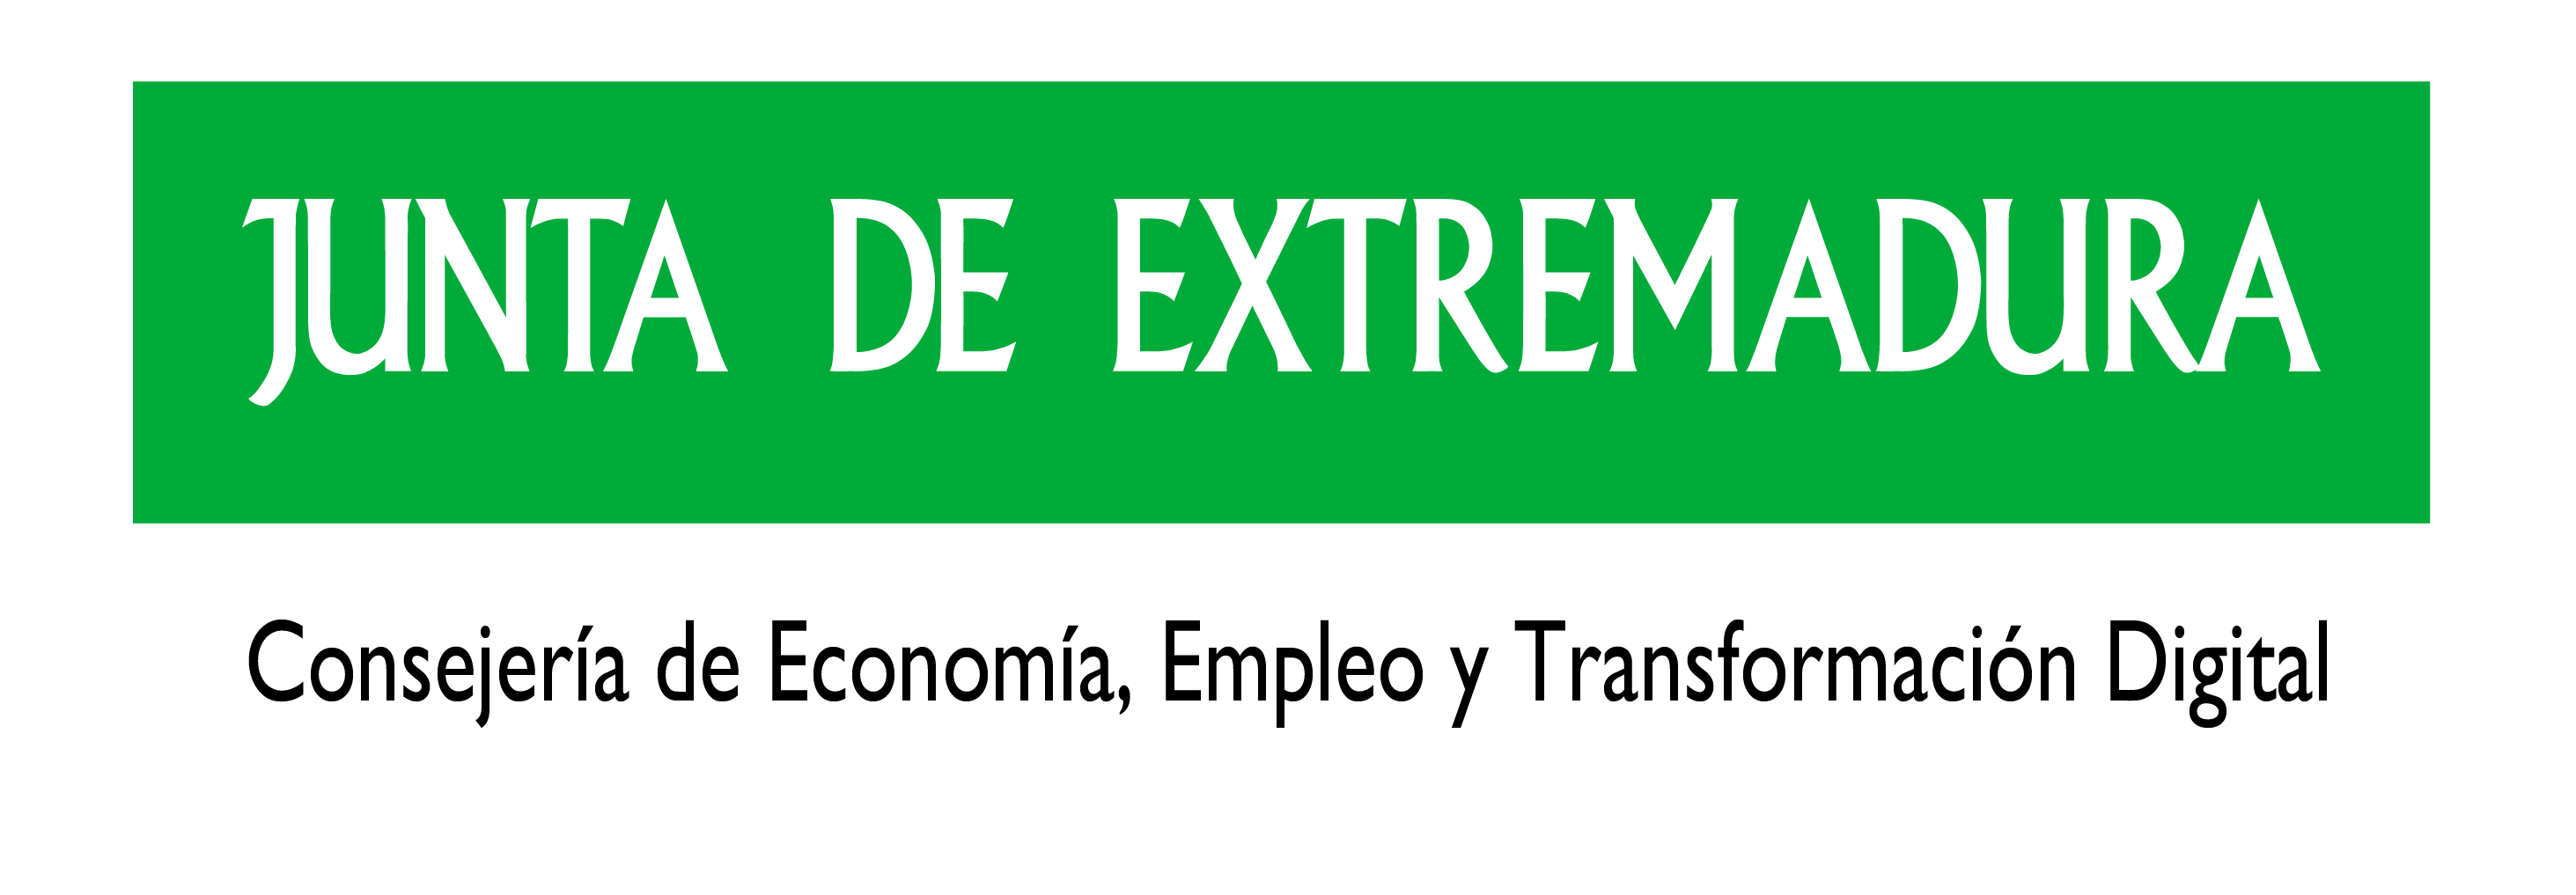 JUNTA DE EXTREMADURA
Consejería de Economía, Empleo y Transformación Digital